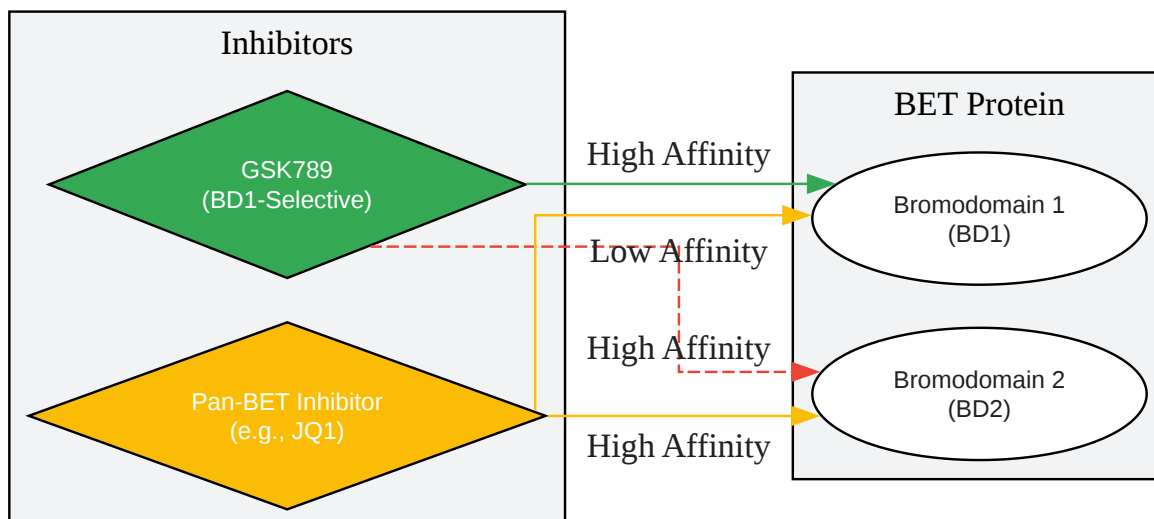 Inhibitors
GSK789
(BD1-Selective)
Pan-BET Inhibitor
(e.g., JQ1)
High Affinity
Low Affinity
High Affinity
High Affinity
BET Protein
Bromodomain 1
(BD1)
Bromodomain 2
(BD2)